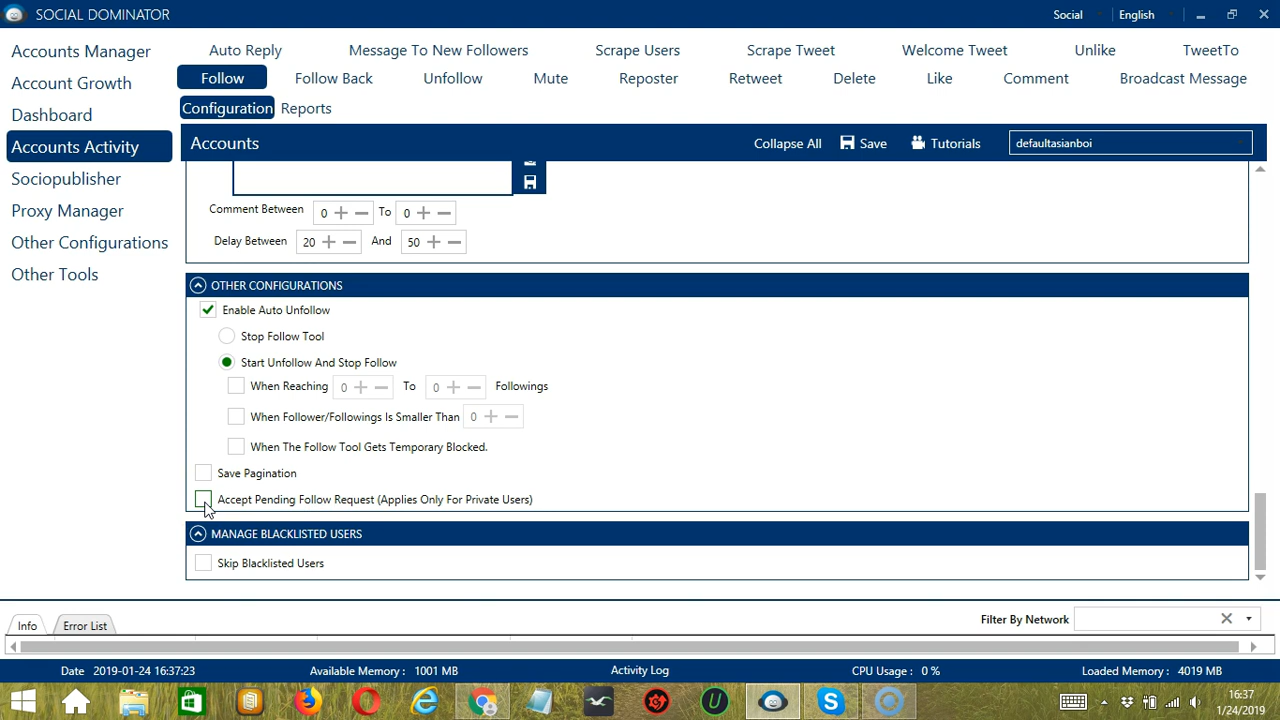 SOCIAL DOMINATOR
Social
English
Accounts Manager
Account Growth
Dashboard
Accounts Activity
Sociopublisher
Proxy Manager
Other Configurations
Other Tools
Auto Reply
Message To New Followers
Scrape Users
Scrape Tweet
Welcome Tweet
Unlike
TweetTo
Follow
Follow Back
Unfollow
Mute
Reposter
Retweet
Delete
Like
Comment
Broadcast Message
Configuration
Reports
Accounts
Collapse All
Save
Tutorials
defaultasianboi
Comment Between 0 To 0
Delay Between 20 And 50
OTHER CONFIGURATIONS
Enable Auto Unfollow
Stop Follow Tool
Start Unfollow And Stop Follow
When Reaching 0 To 0 Followings
When Follower/Followings Is Smaller Than 0
When The Follow Tool Gets Temporary Blocked.
Save Pagination
Accept Pending Follow Request (Applies Only For Private Users)
MANAGE BLACKLISTED USERS
Skip Blacklisted Users
Info
Error List
Filter By Network
Date 2019-01-24 16:37:23
Available Memory : 1001 MB
Activity Log
CPU Usage : 0 %
Loaded Memory : 4019 MB
16:37
1/24/2019